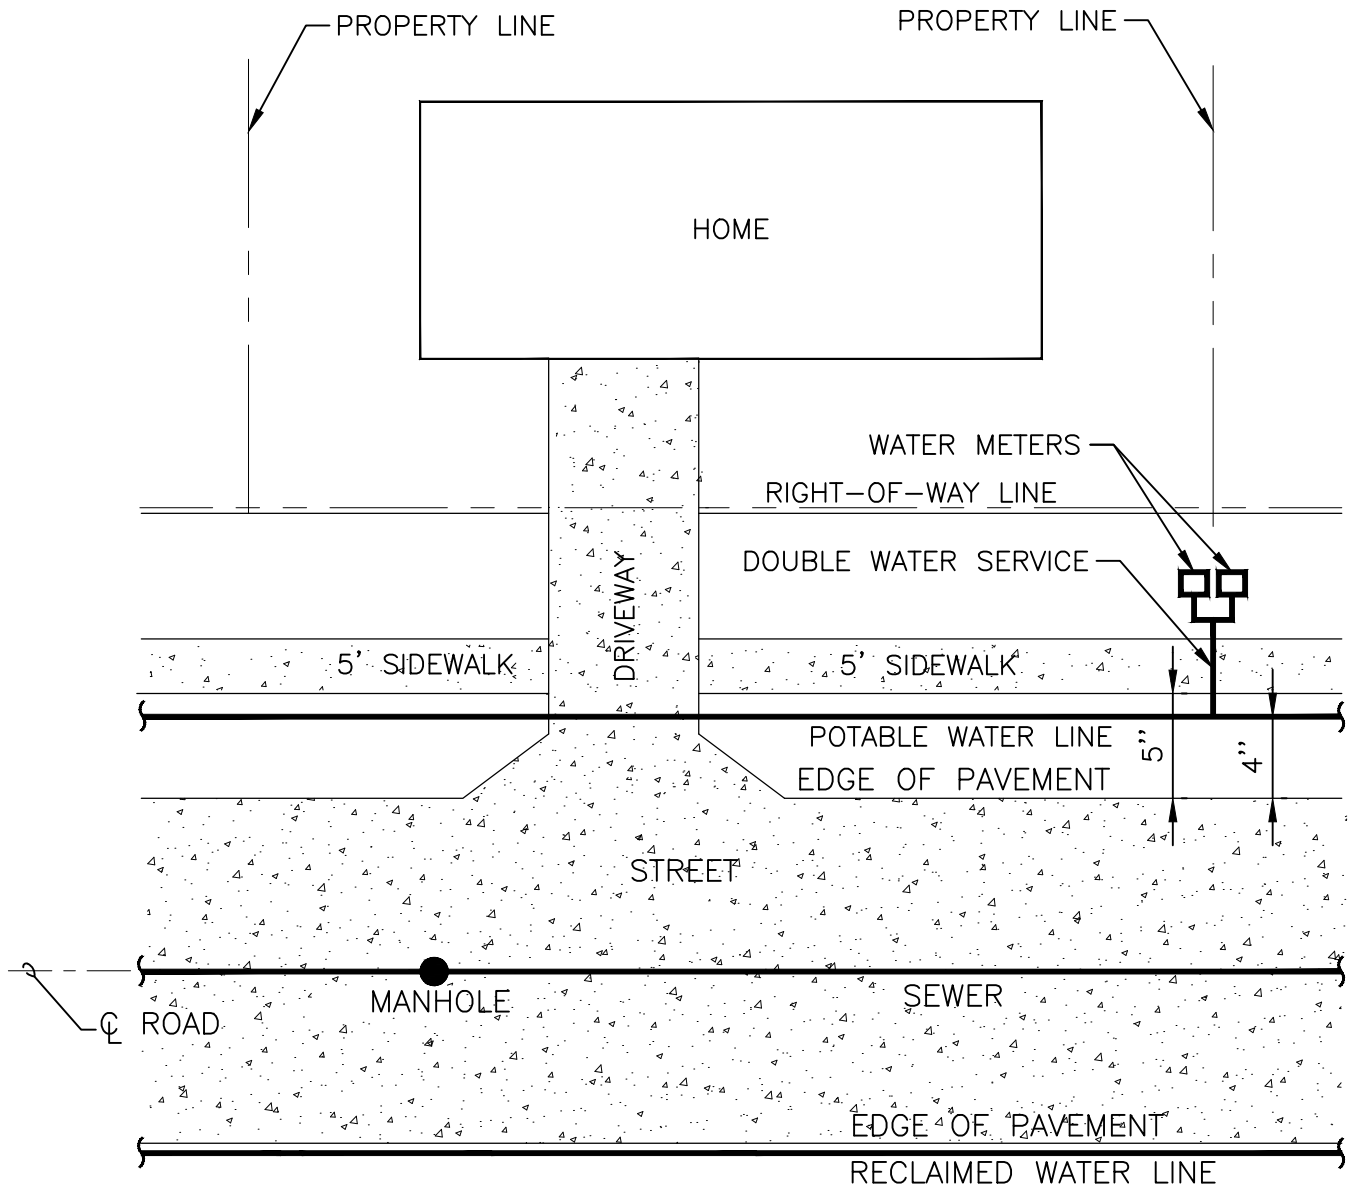 PROPERTY LINE
PROPERTY LINE
HOME
WATER METERS
RIGHT-OF-WAY LINE
DOUBLE WATER SERVICE
DRIVEWAY
5' SIDEWALK
5' SIDEWALK
POTABLE WATER LINE
5"
4"
EDGE OF PAVEMENT
STREET
MANHOLE
SEWER
℄ ROAD
EDGE OF PAVEMENT
RECLAIMED WATER LINE